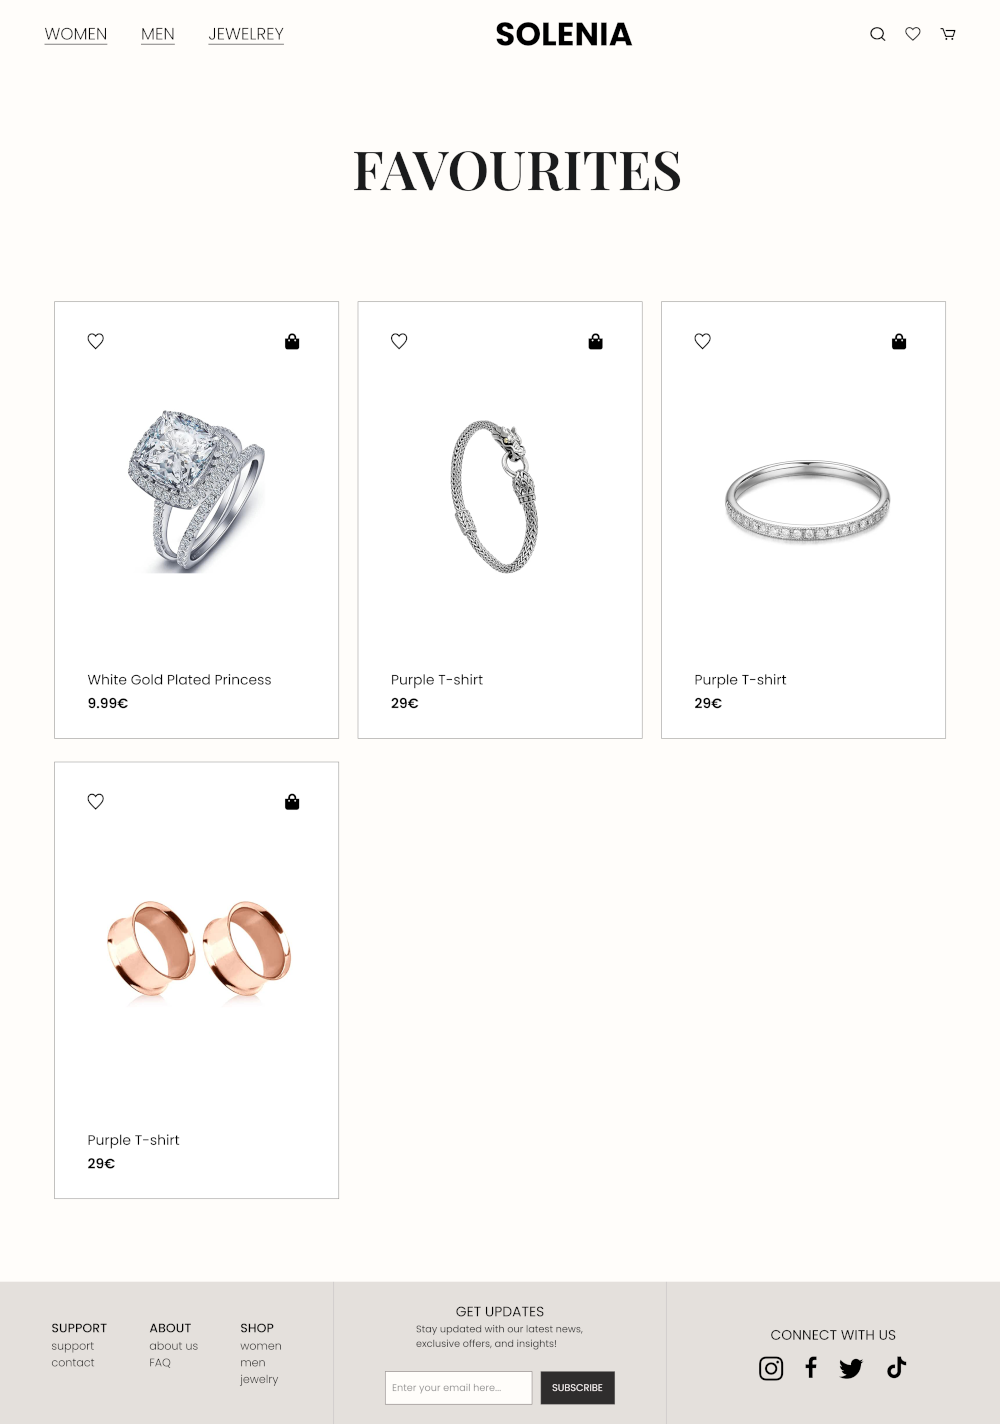 WOMEN MEN JEWELREY SOLENIA
FAVOURITES
White Gold Plated Princess
9.99€
Purple T-shirt
29€
Purple T-shirt
29€
Purple T-shirt
29€
SUPPORT
support
contact
ABOUT
about us
FAQ
SHOP
women
men
jewelry
GET UPDATES
Stay updated with our latest news,
exclusive offers, and insights!
Enter your email here...
SUBSCRIBE
CONNECT WITH US